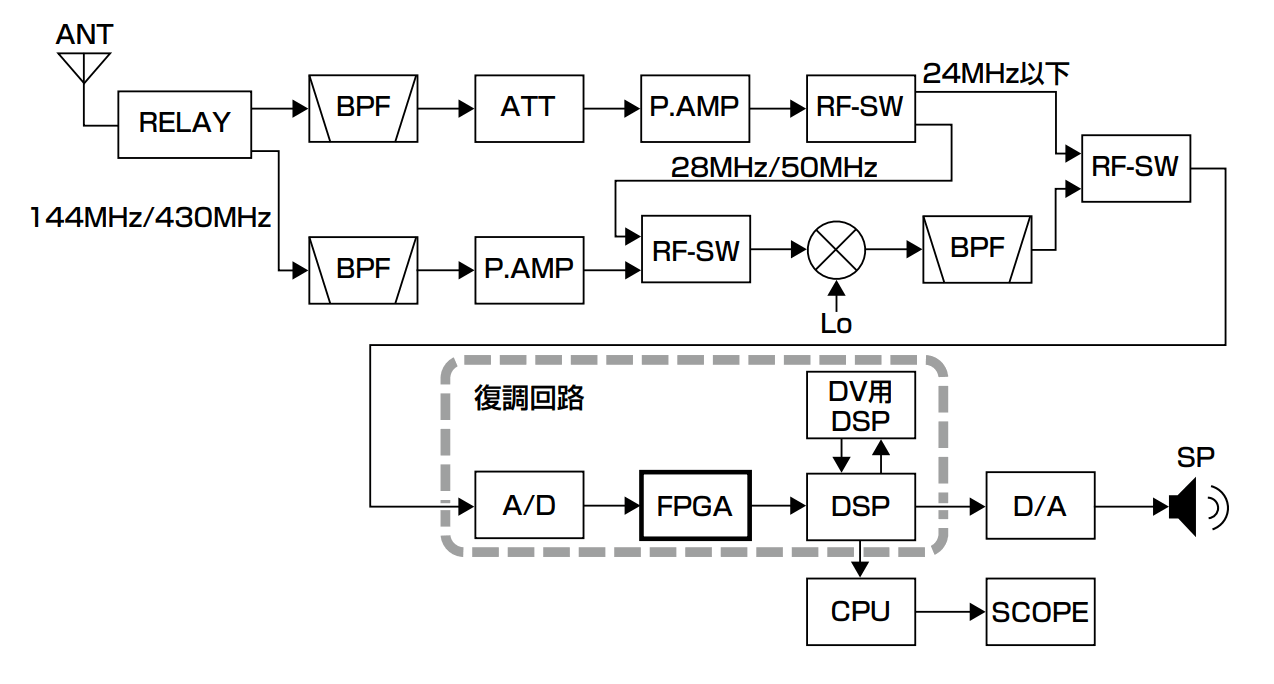 ANT
RELAY
BPF
ATT
P.AMP
RF-SW
24MHz以下
28MHz/50MHz
RF-SW
144MHz/430MHz
BPF
P.AMP
RF-SW
BPF
Lo
復調回路
DV用
DSP
A/D
FPGA
DSP
D/A
SP
CPU
SCOPE